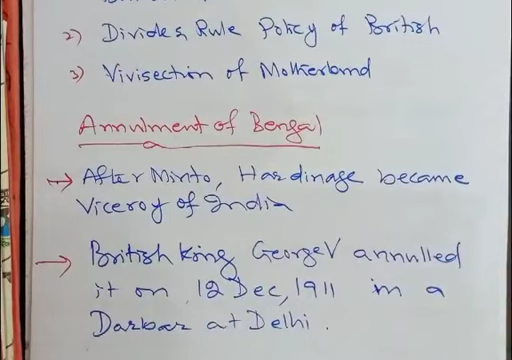 2) Divide & Rule Policy of British
3) Vivisection of Motherland
Annulment of Bengal
→ After Minto, Hardinage became
Viceroy of India
→ British King George V annulled
it on 12 Dec, 1911 in a
Darbar at Delhi.